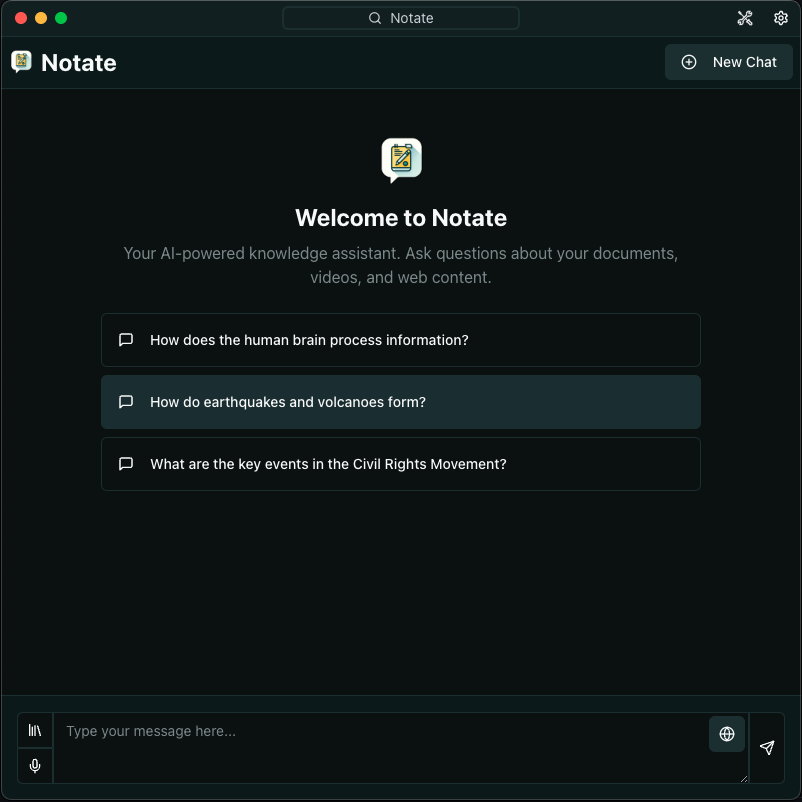 Notate
Notate
New Chat
Welcome to Notate
Your AI-powered knowledge assistant. Ask questions about your documents,
videos, and web content.
How does the human brain process information?
How do earthquakes and volcanoes form?
What are the key events in the Civil Rights Movement?
Type your message here...